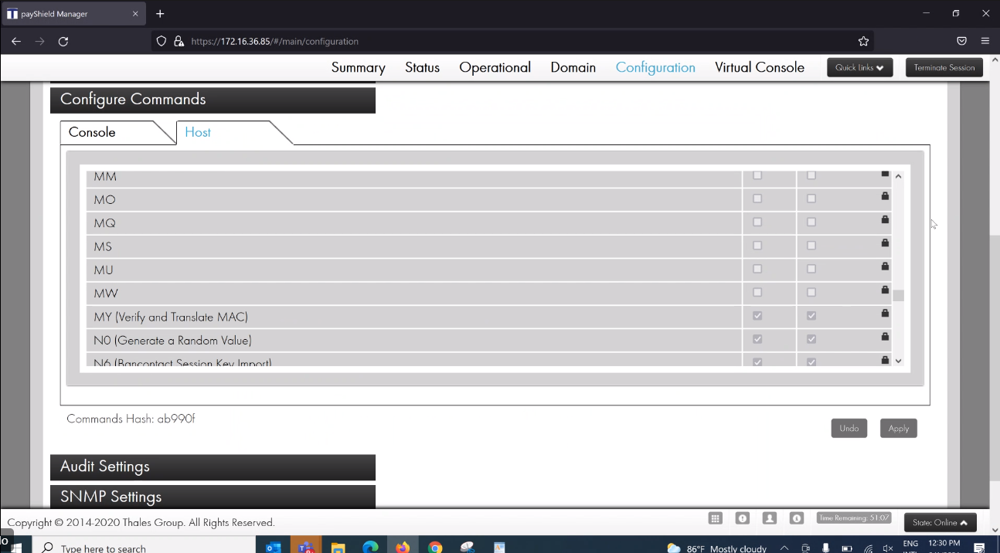 payShield Manager
https://172.16.36.85/#/main/configuration
Summary Status Operational Domain Configuration Virtual Console Quick Links Terminate Session
Configure Commands
Console Host
MM
MO
MQ
MS
MU
MW
MY (Verify and Translate MAC)
N0 (Generate a Random Value)
N6 (Bancontact Session Key Import)
Commands Hash: ab990f
Undo Apply
Audit Settings
SNMP Settings
Copyright © 2014-2020 Thales Group. All Rights Reserved.
Time Remaining: 51:07 State: Online
Type here to search
86°F Mostly cloudy
ENG 12:30 PM